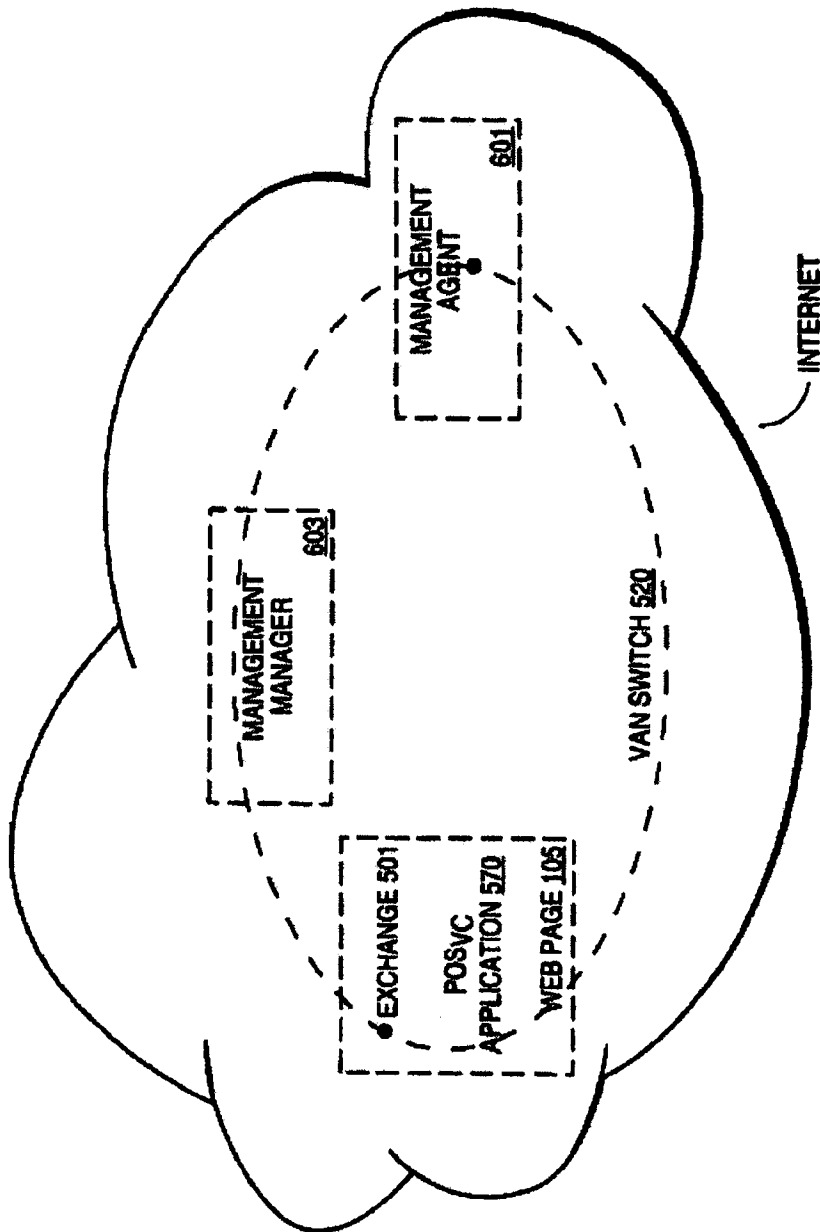 MANAGEMENT
MANAGER
603
MANAGEMENT
AGENT
601
EXCHANGE 501
POSVC
APPLICATION 570
WEB PAGE 105
VAN SWITCH 520
INTERNET